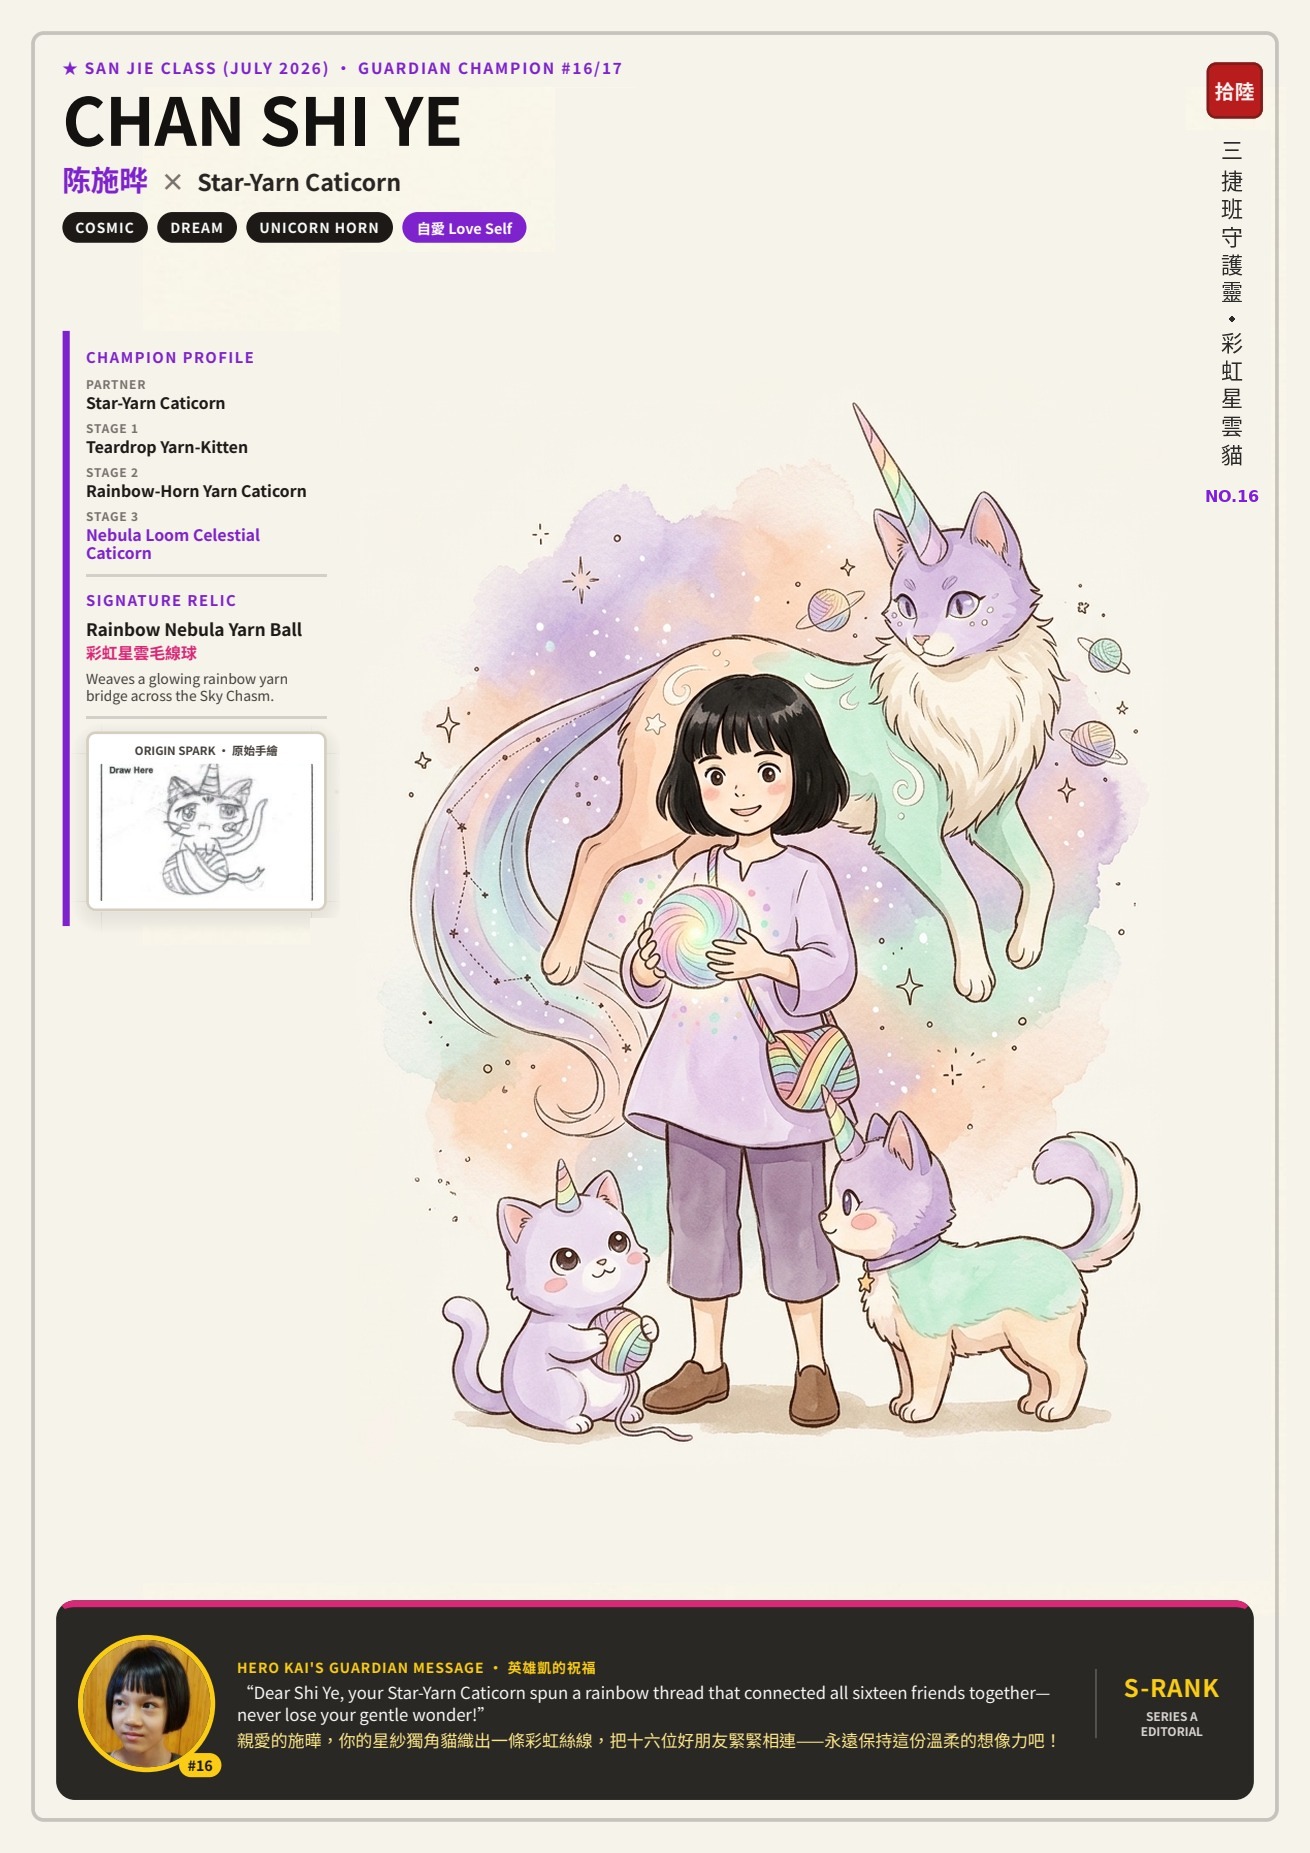 ★ SAN JIE CLASS (JULY 2026) • GUARDIAN CHAMPION #16/17
CHAN SHI YE
陈施晔 × Star-Yarn Caticorn
COSMIC DREAM UNICORN HORN 自愛 Love Self
拾陸
三捷班守護靈•彩虹星雲貓
NO.16
CHAMPION PROFILE
PARTNER
Star-Yarn Caticorn
STAGE 1
Teardrop Yarn-Kitten
STAGE 2
Rainbow-Horn Yarn Caticorn
STAGE 3
Nebula Loom Celestial
Caticorn
SIGNATURE RELIC
Rainbow Nebula Yarn Ball
彩虹星雲毛線球
Weaves a glowing rainbow yarn
bridge across the Sky Chasm.
ORIGIN SPARK • 原始手繪
Draw Here
HERO KAI'S GUARDIAN MESSAGE • 英雄凱的祝福
“Dear Shi Ye, your Star-Yarn Caticorn spun a rainbow thread that connected all sixteen friends together—
never lose your gentle wonder!”
親愛的施曄，你的星紗獨角貓織出一條彩虹絲線，把十六位好朋友緊緊相連——永遠保持這份溫柔的想像力吧！
#16
S-RANK
SERIES A
EDITORIAL